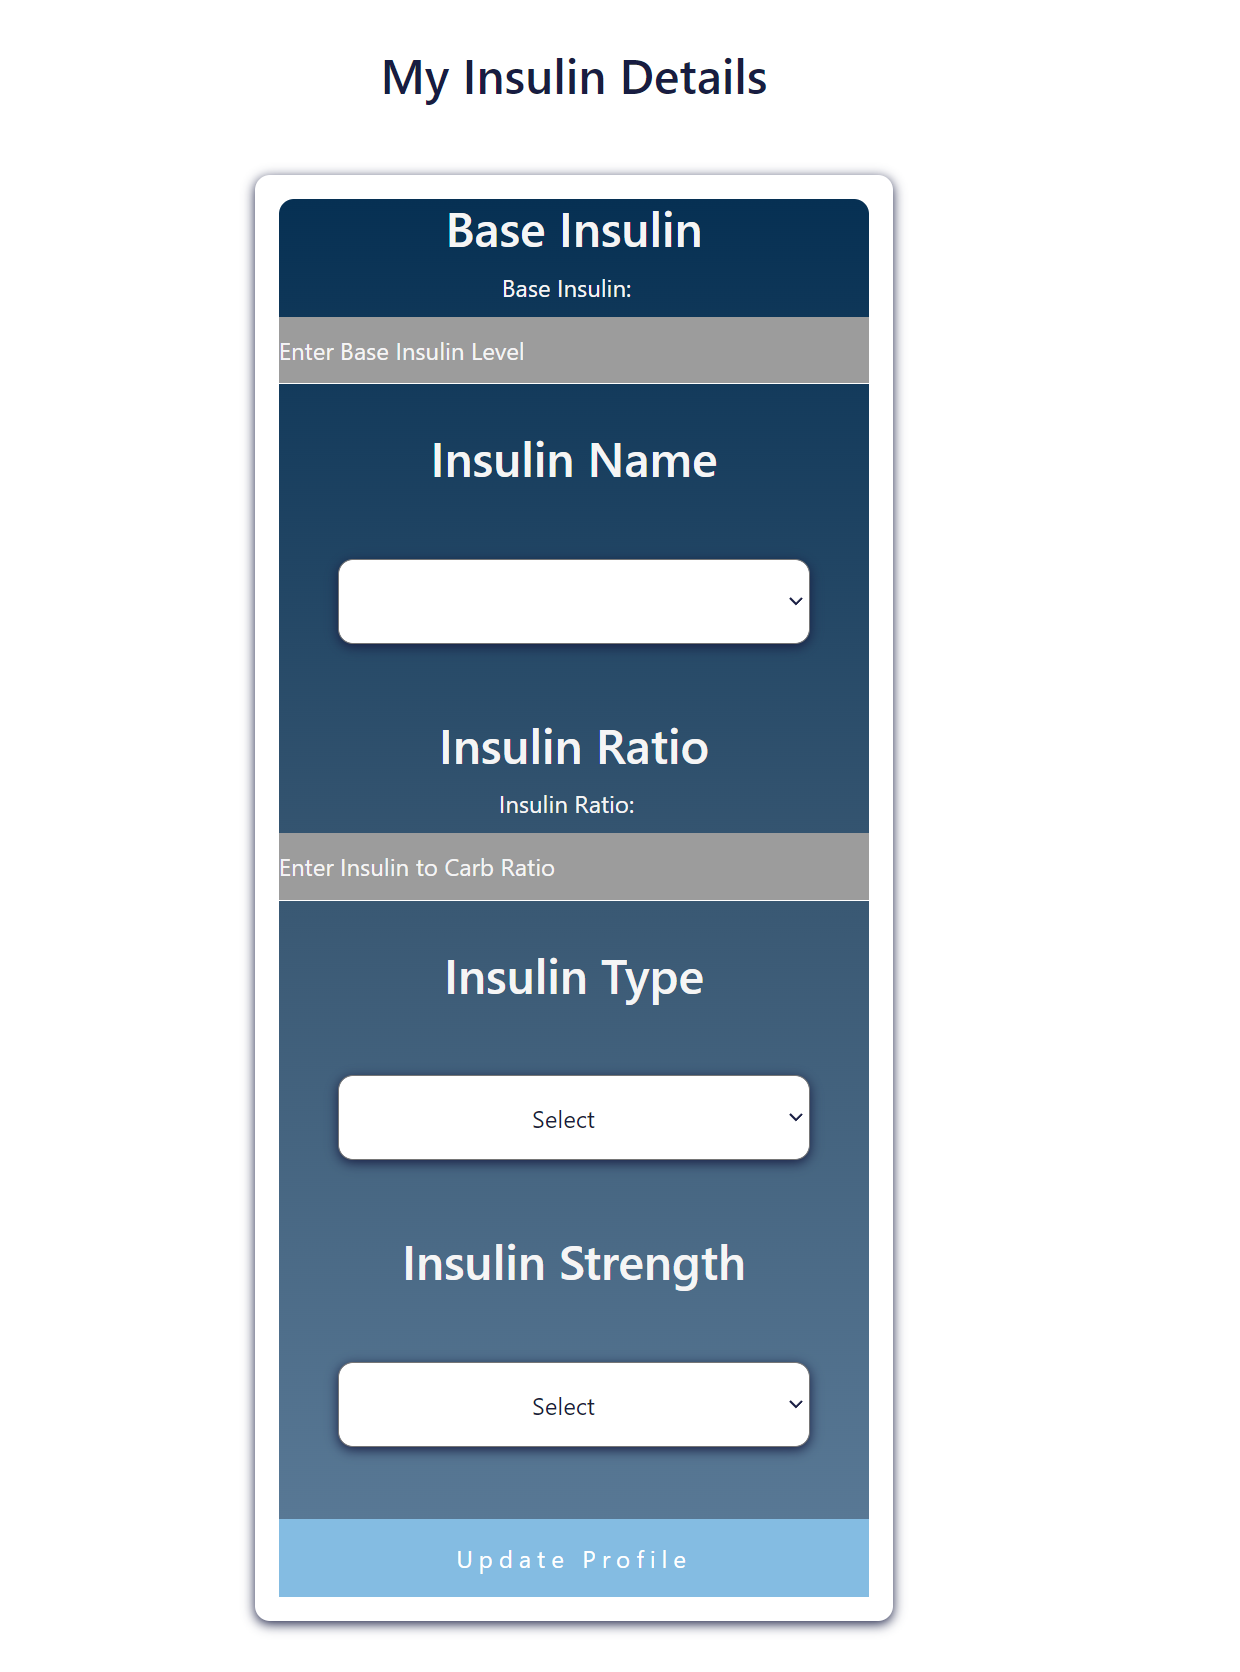 My Insulin Details
Base Insulin
Base Insulin:
Enter Base Insulin Level
Insulin Name
Insulin Ratio
Insulin Ratio:
Enter Insulin to Carb Ratio
Insulin Type
Select
Insulin Strength
Select
Update Profile